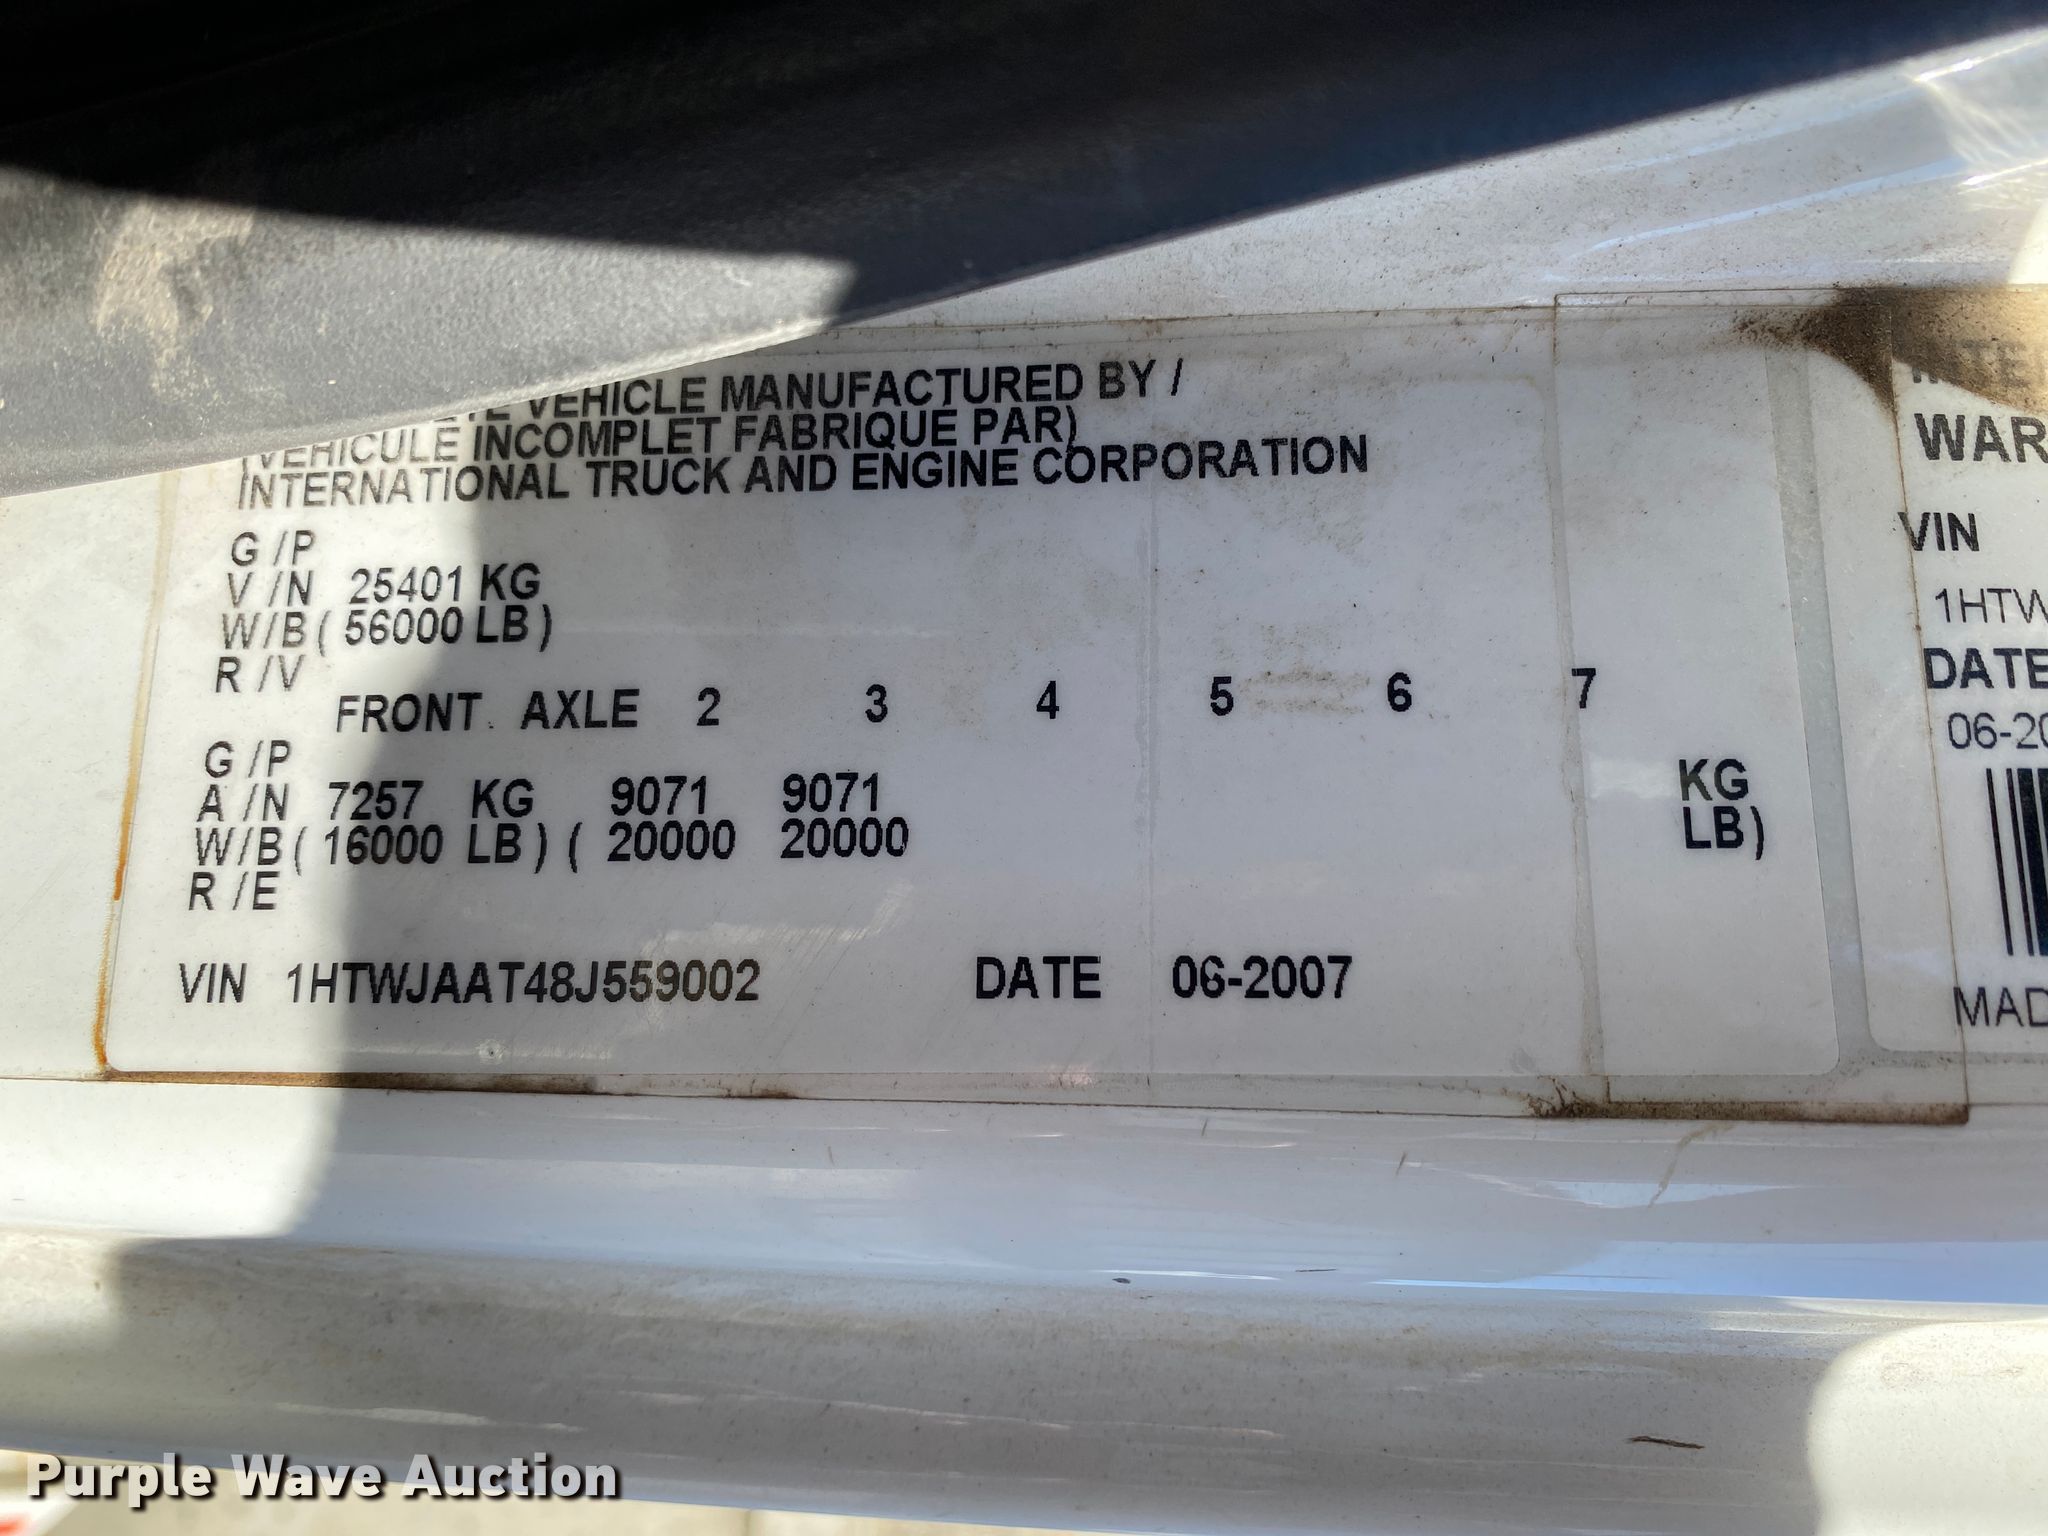 VEHICLE MANUFACTURED BY /
(VEHICULE INCOMPLET FABRIQUE PAR)
INTERNATIONAL TRUCK AND ENGINE CORPORATION
G /P
V /N 25401 KG
W/B ( 56000 LB )
R /V
FRONT AXLE 2 3 4 5 6 7
G /P
A /N 7257 KG 9071 9071 KG
W/B ( 16000 LB ) ( 20000 20000 LB)
R /E
VIN 1HTWJAAT48J559002 DATE 06-2007
WAR
VIN
1HTW
DATE
06-20
MAD
Purple Wave Auction